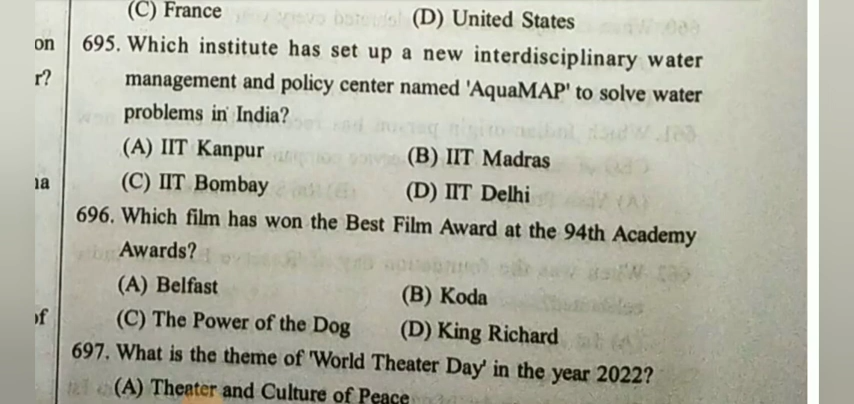 (C) France (D) United States
on
695. Which institute has set up a new interdisciplinary water
r?
management and policy center named 'AquaMAP' to solve water
problems in India?
(A) IIT Kanpur (B) IIT Madras
na
(C) IIT Bombay (D) IIT Delhi
696. Which film has won the Best Film Award at the 94th Academy
Awards?
(A) Belfast (B) Koda
of
(C) The Power of the Dog (D) King Richard
697. What is the theme of 'World Theater Day' in the year 2022?
(A) Theater and Culture of Peace